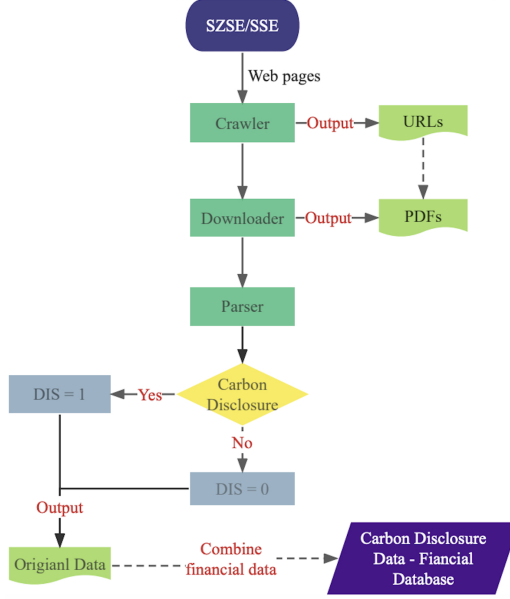 SZSE/SSE
Web pages
Crawler
Output
URLs
Downloader
Output
PDFs
Parser
Carbon
Disclosure
Yes
DIS = 1
No
DIS = 0
Output
Origianl Data
Combine
financial data
Carbon Disclosure
Data - Fiancial
Database